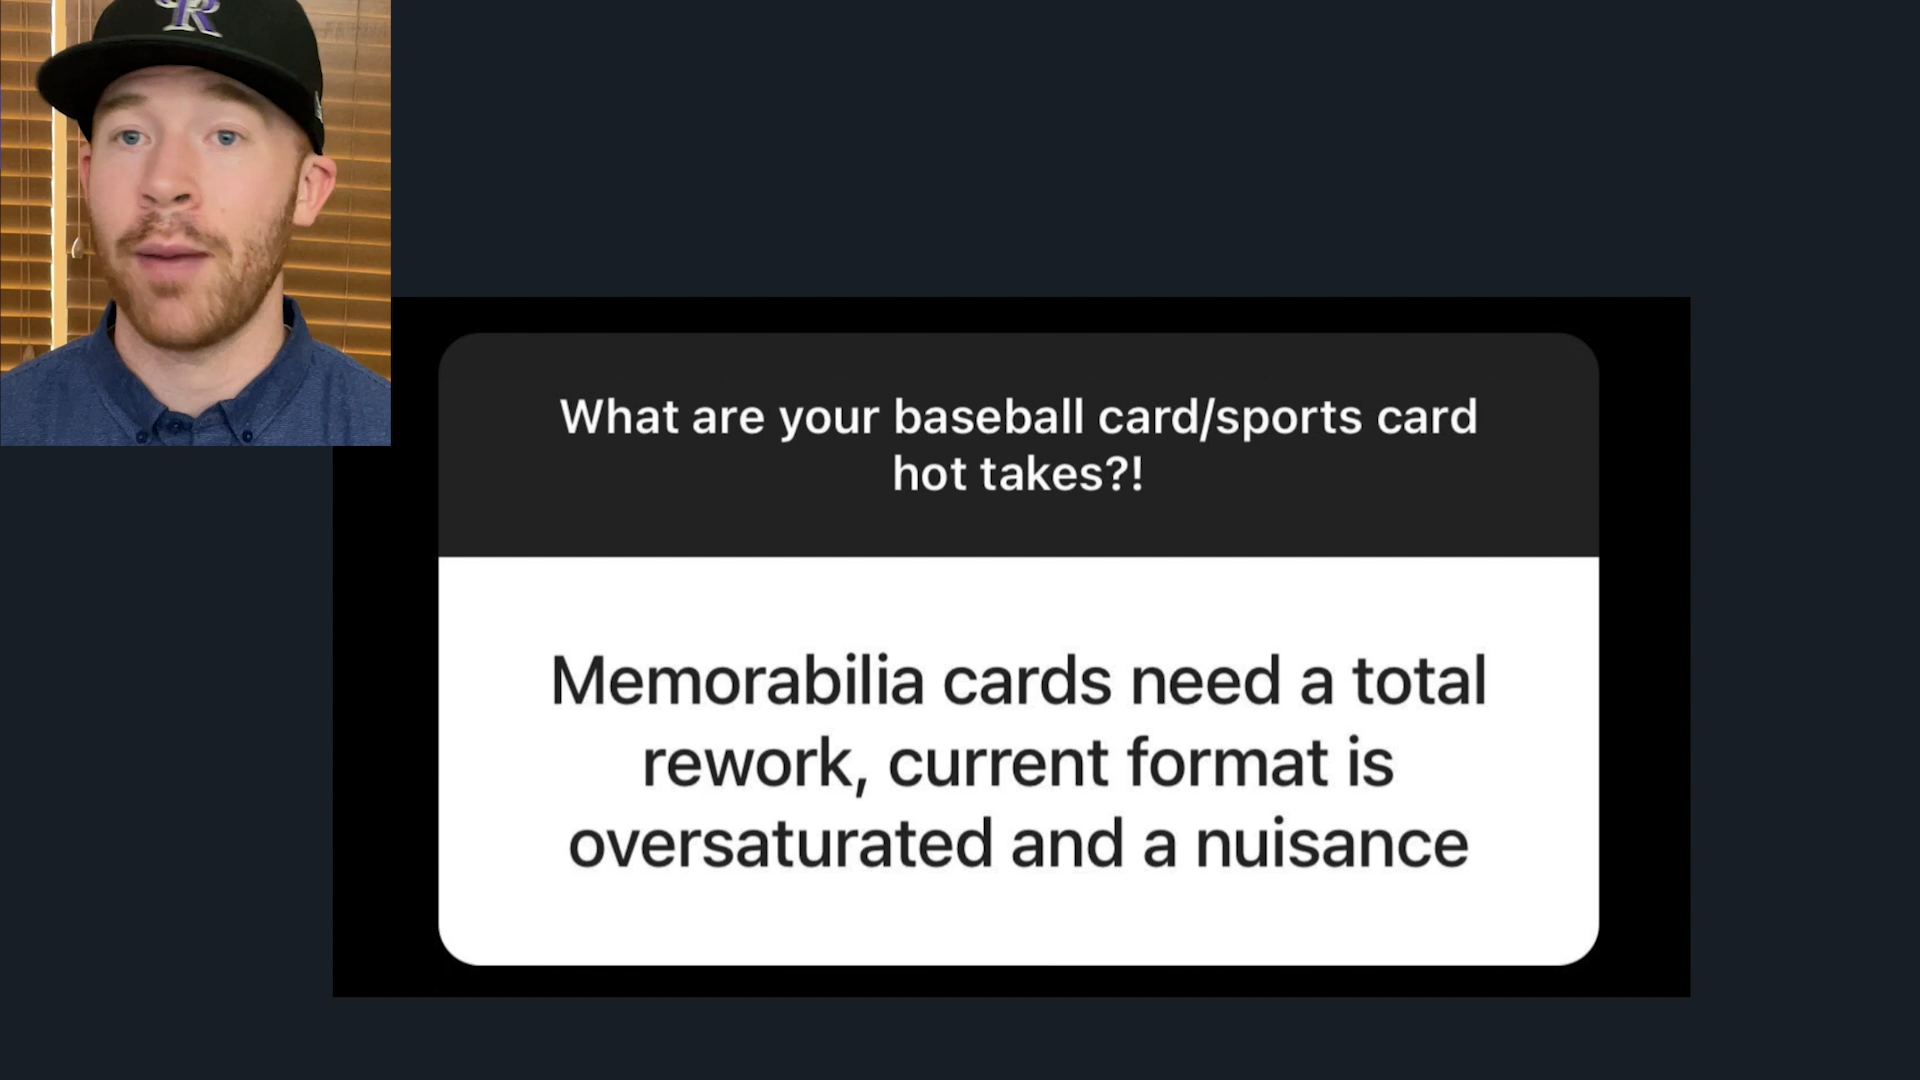 R
What are your baseball card/sports card
hot takes?!
Memorabilia cards need a total
rework, current format is
oversaturated and a nuisance